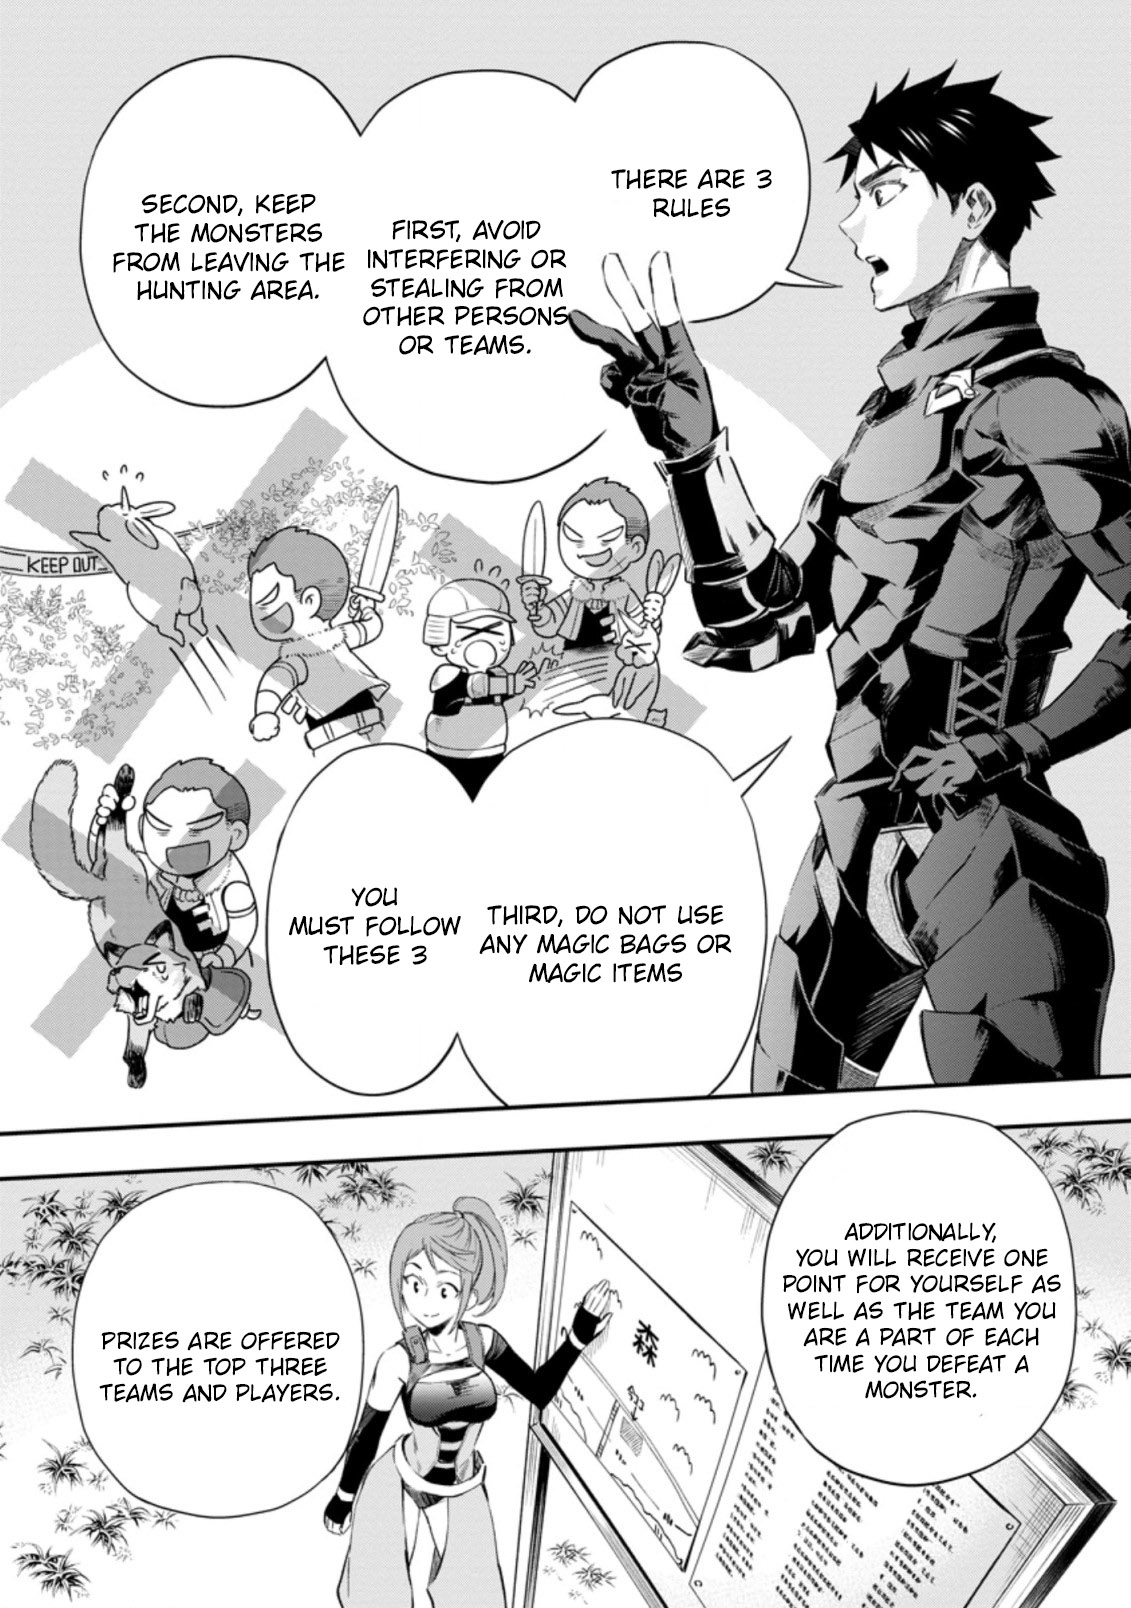 THERE ARE 3
RULES
FIRST, AVOID
INTERFERING OR
STEALING FROM
OTHER PERSONS
OR TEAMS.
SECOND, KEEP
THE MONSTERS
FROM LEAVING THE
HUNTING AREA.
KEEP OUT
THIRD, DO NOT USE
ANY MAGIC BAGS OR
MAGIC ITEMS
YOU
MUST FOLLOW
THESE 3
ADDITIONALLY,
YOU WILL RECEIVE ONE
POINT FOR YOURSELF AS
WELL AS THE TEAM YOU
ARE A PART OF EACH
TIME YOU DEFEAT A
MONSTER.
森
PRIZES ARE OFFERED
TO THE TOP THREE
TEAMS AND PLAYERS.